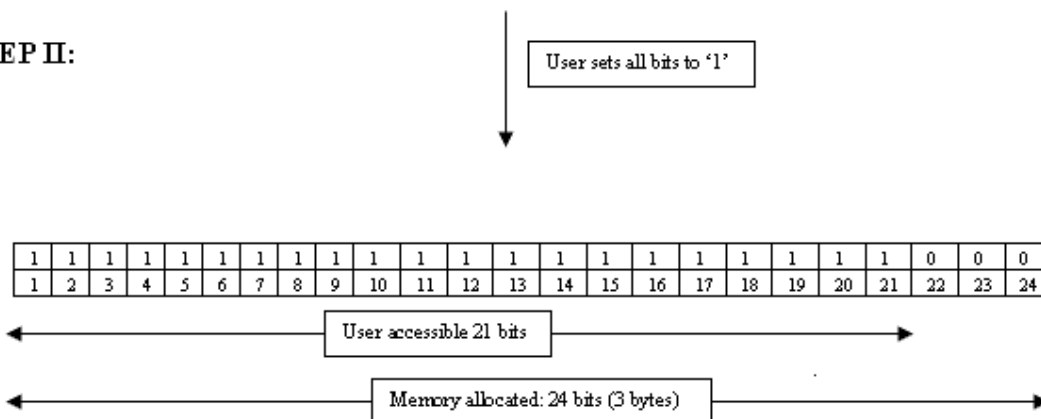 EP II:
User sets all bits to ‘1’
1 1 1 1 1 1 1 1 1 1 1 1 1 1 1 1 1 1 1 1 1 0 0 0
1 2 3 4 5 6 7 8 9 10 11 12 13 14 15 16 17 18 19 20 21 22 23 24
User accessible 21 bits
Memory allocated: 24 bits (3 bytes)